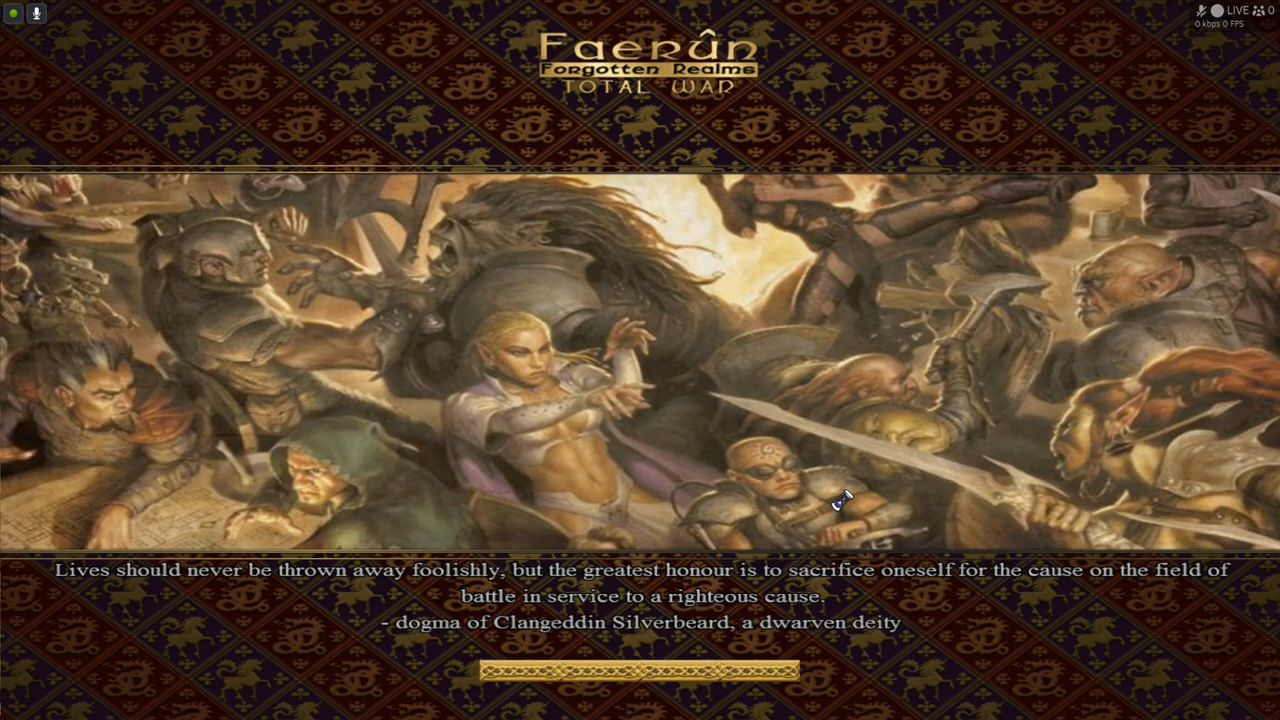 LIVE 0
0 kbps 0 FPS
Faerûn
Forgotten Realms
TOTAL WAR
Lives should never be thrown away foolishly, but the greatest honour is to sacrifice oneself for the cause on the field of
battle in service to a righteous cause.
- dogma of Clangeddin Silverbeard, a dwarven deity